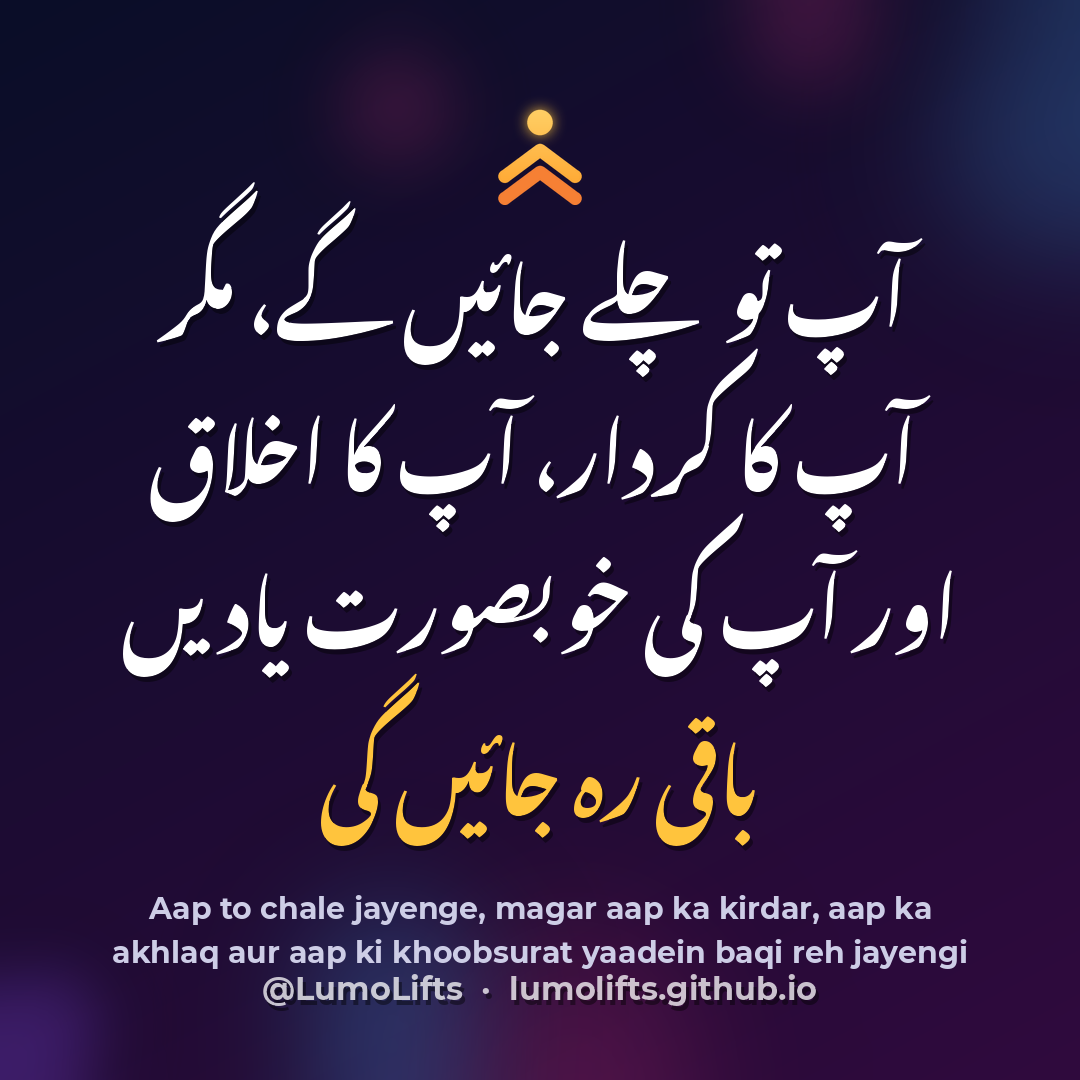 آپ تو چلے جائیں گے، مگر
آپ کا کردار، آپ کا اخلاق
اور آپ کی خوبصورت یادیں
باقی رہ جائیں گی
Aap to chale jayenge, magar aap ka kirdar, aap ka
akhlaq aur aap ki khoobsurat yaadein baqi reh jayengi
@LumoLifts · lumolifts.github.io